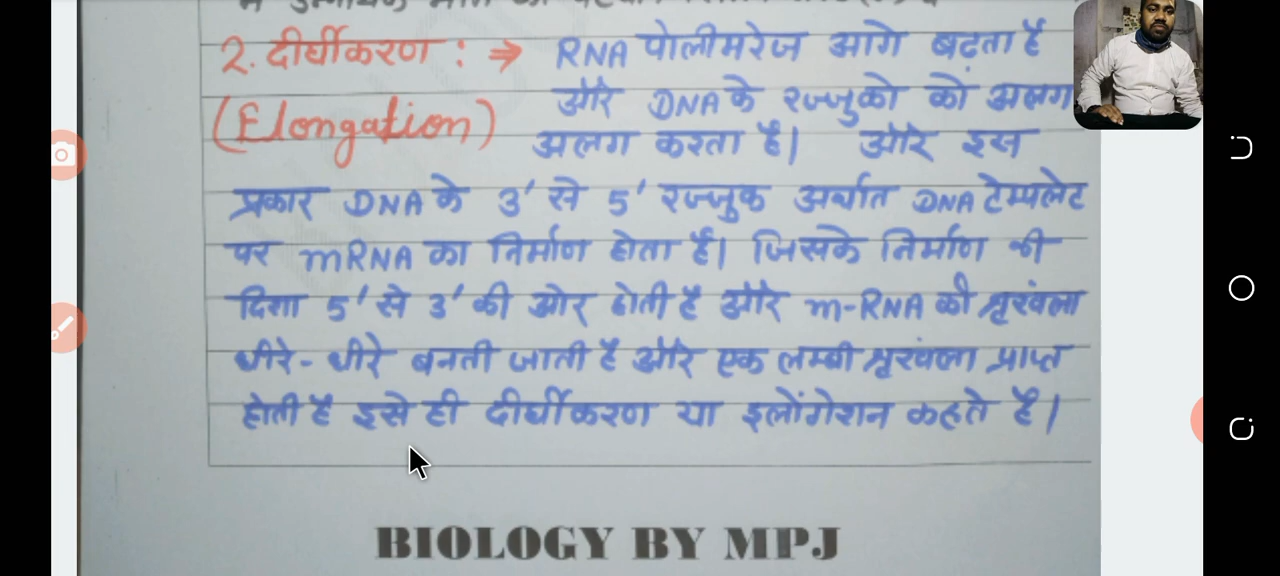 2. दीर्घीकरण : ⇒ RNA पोलीमरेज आगे बढ़ता है
(Elongation) और DNA के रज्जुको को अलग
अलग करता है। और इस
प्रकार DNA के 3' से 5' रज्जुक अर्थात DNA टेम्पलेट
पर mRNA का निर्माण होता है। जिसके निर्माण की
दिशा 5' से 3' की ओर होती है और m-RNA की श्रृखंला
धीरे-धीरे बनती जाती है और एक लम्बी श्रृखंला प्राप्त
होती है इसे ही दीर्घीकरण या इलोंगेशन कहते है।
BIOLOGY BY MPJ